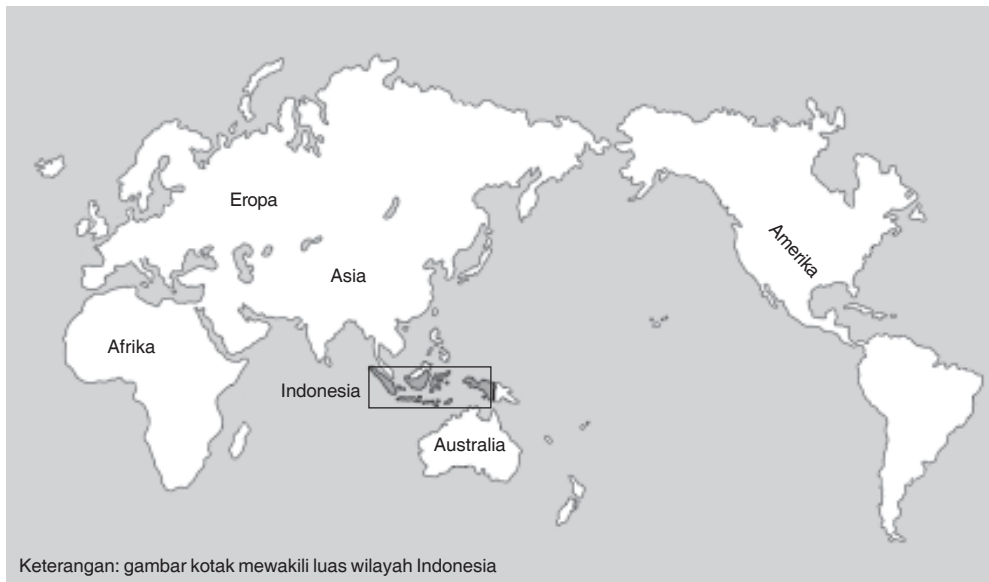 Eropa
Amerika
Asia
Afrika
Indonesia
Australia
Keterangan: gambar kotak mewakili luas wilayah Indonesia